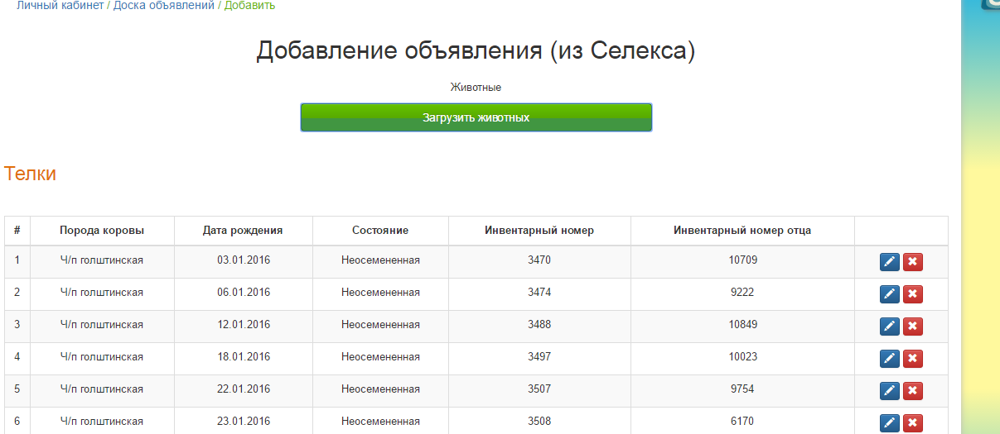 Личный кабинет / Доска объявлений / Добавить
Добавление объявления (из Селекса)
Животные
Загрузить животных
Телки
# Порода коровы Дата рождения Состояние Инвентарный номер Инвентарный номер отца
1 Ч/п голштинская 03.01.2016 Неосемененная 3470 10709
2 Ч/п голштинская 06.01.2016 Неосемененная 3474 9222
3 Ч/п голштинская 12.01.2016 Неосемененная 3488 10849
4 Ч/п голштинская 18.01.2016 Неосемененная 3497 10023
5 Ч/п голштинская 22.01.2016 Неосемененная 3507 9754
6 Ч/п голштинская 23.01.2016 Неосемененная 3508 6170